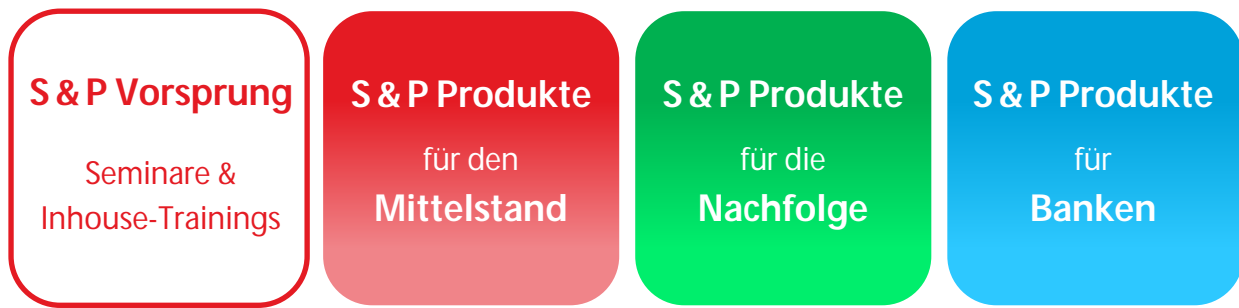 S & P Vorsprung
Seminare &
Inhouse-Trainings
S & P Produkte
für den
Mittelstand
S & P Produkte
für die
Nachfolge
S & P Produkte
für
Banken